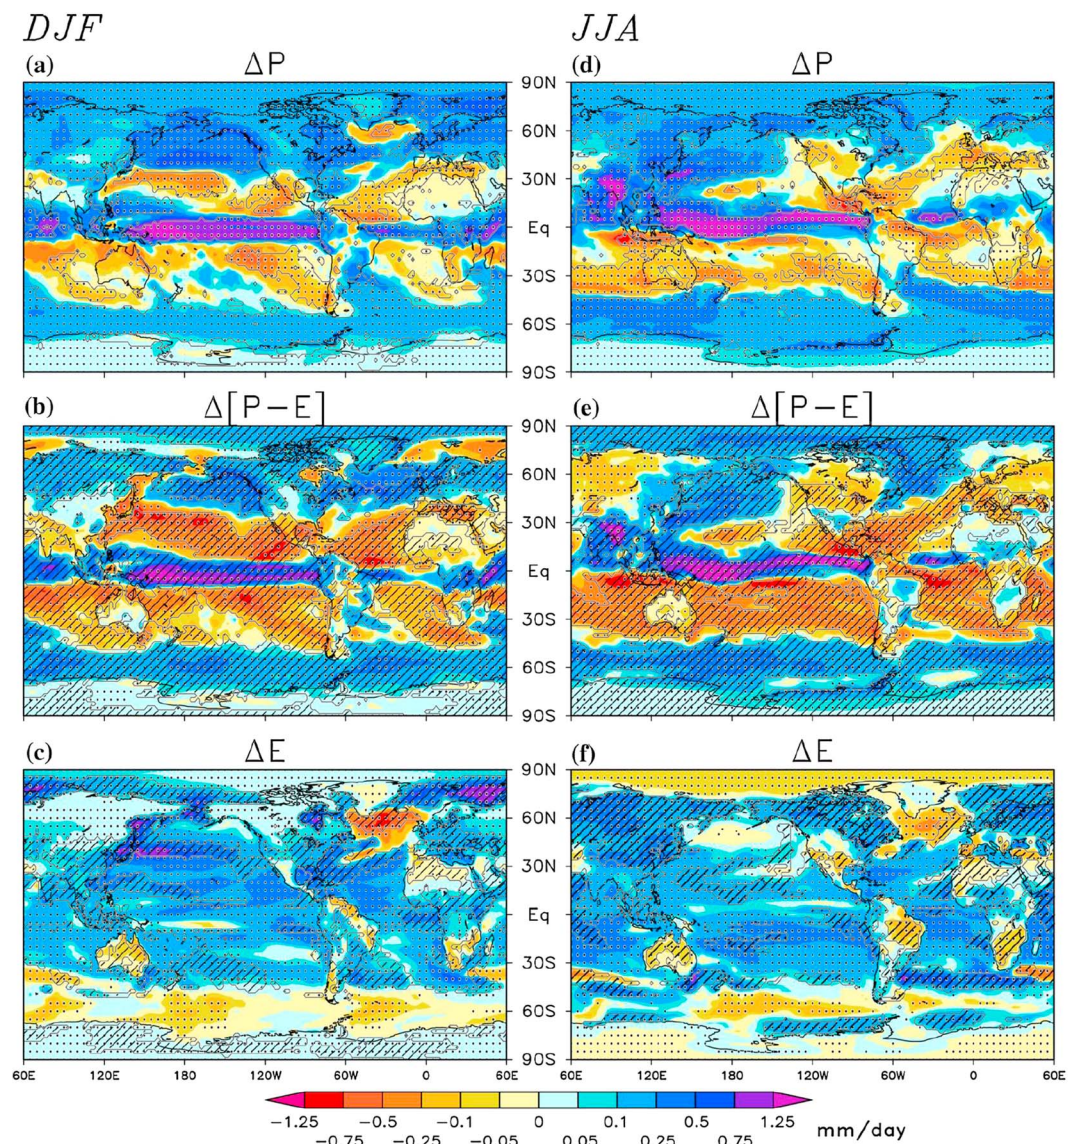 DJF JJA
(a) ΔP (d) ΔP
90N
60N
30N
Eq
30S
60S
90S
(b) Δ[P−E] (e) Δ[P−E]
90N
60N
30N
Eq
30S
60S
90S
(c) ΔE (f) ΔE
90N
60N
30N
Eq
30S
60S
90S
60E 120E 180 120W 60W 0 60E 120E 180 120W 60W 0 60E
−1.25 −0.5 −0.1 0 0.1 0.5 1.25 mm/day
−0.75 −0.25 −0.05 0.05 0.25 0.75